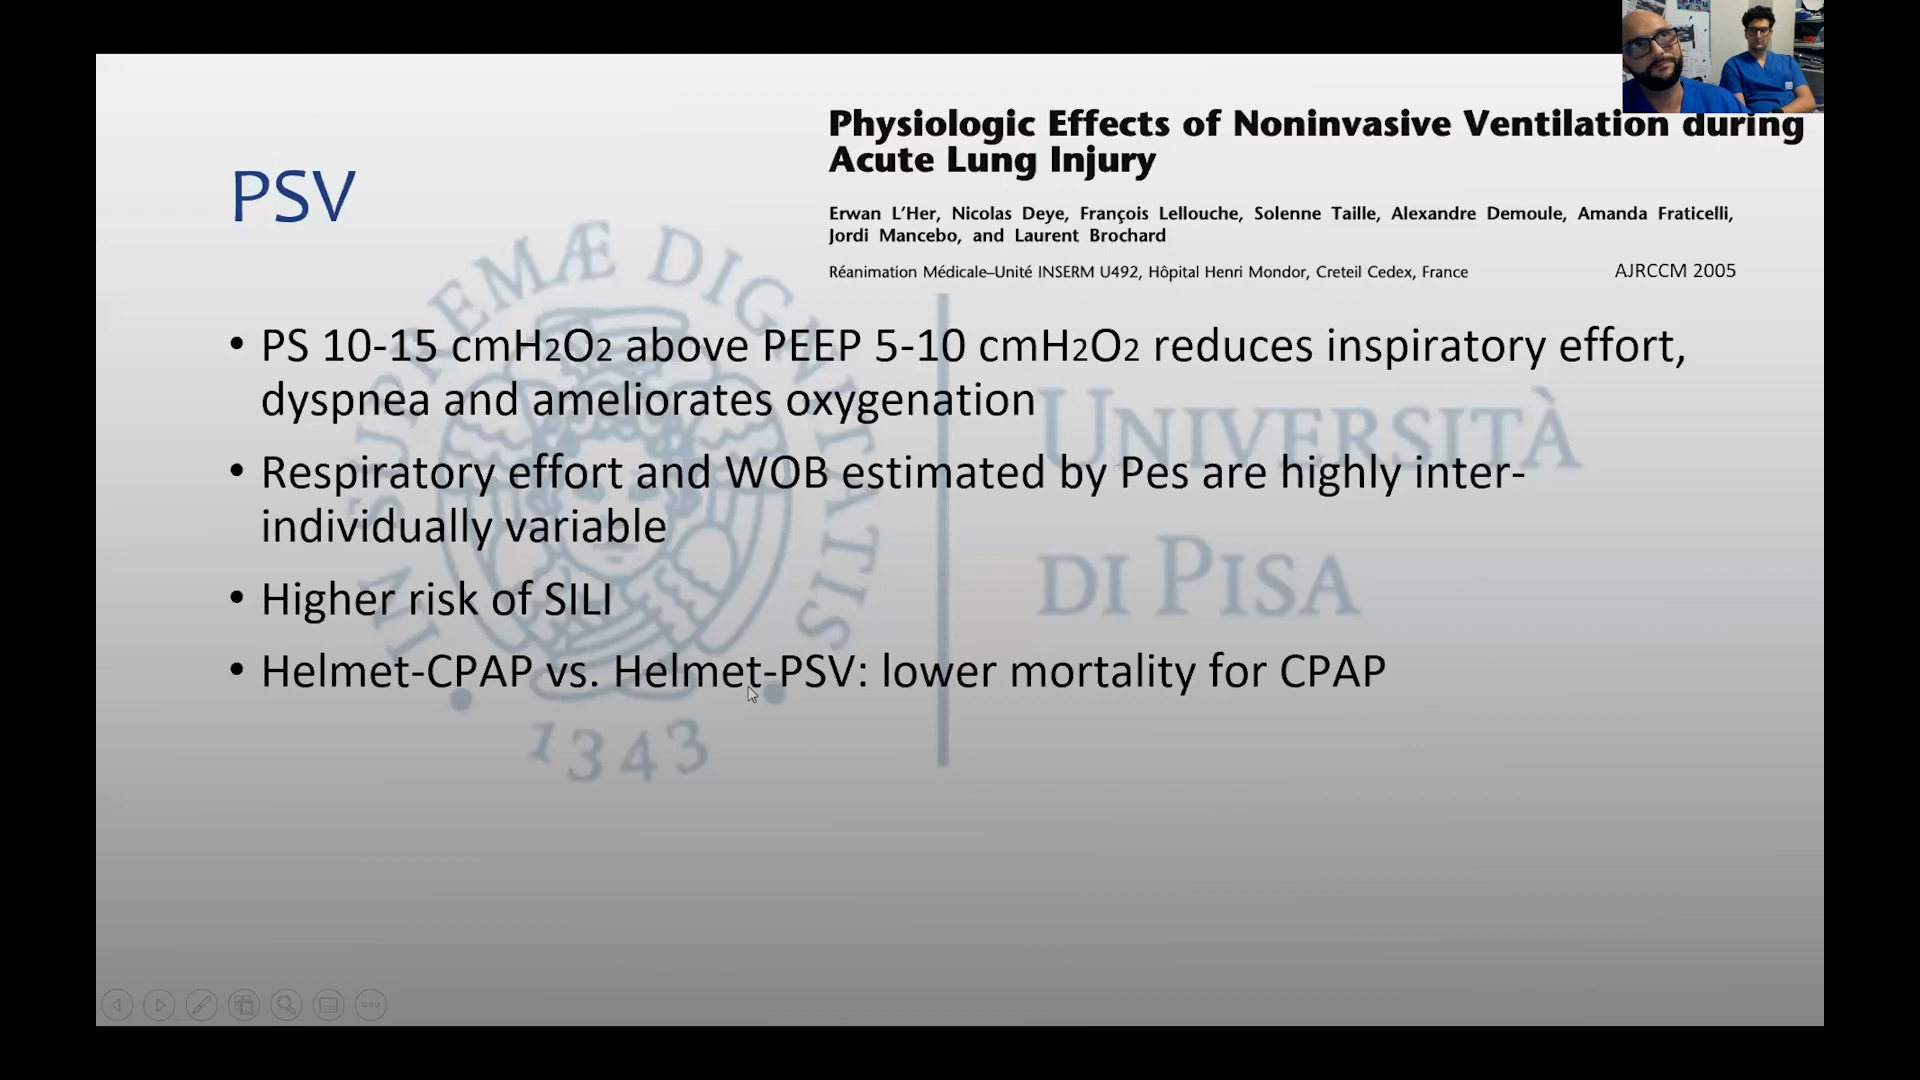 Physiologic Effects of Noninvasive Ventilation during
Acute Lung Injury
PSV
Erwan L'Her, Nicolas Deye, François Lellouche, Solenne Taille, Alexandre Demoule, Amanda Fraticelli,
Jordi Mancebo, and Laurent Brochard
Réanimation Médicale–Unité INSERM U492, Hôpital Henri Mondor, Creteil Cedex, France
AJRCCM 2005
• PS 10-15 cmH2O2 above PEEP 5-10 cmH2O2 reduces inspiratory effort,
dyspnea and ameliorates oxygenation
• Respiratory effort and WOB estimated by Pes are highly inter-
individually variable
• Higher risk of SILI
• Helmet-CPAP vs. Helmet-PSV: lower mortality for CPAP
IN SUPREMÆ DIGNITATIS
1343
UNIVERSITÀ
DI PISA